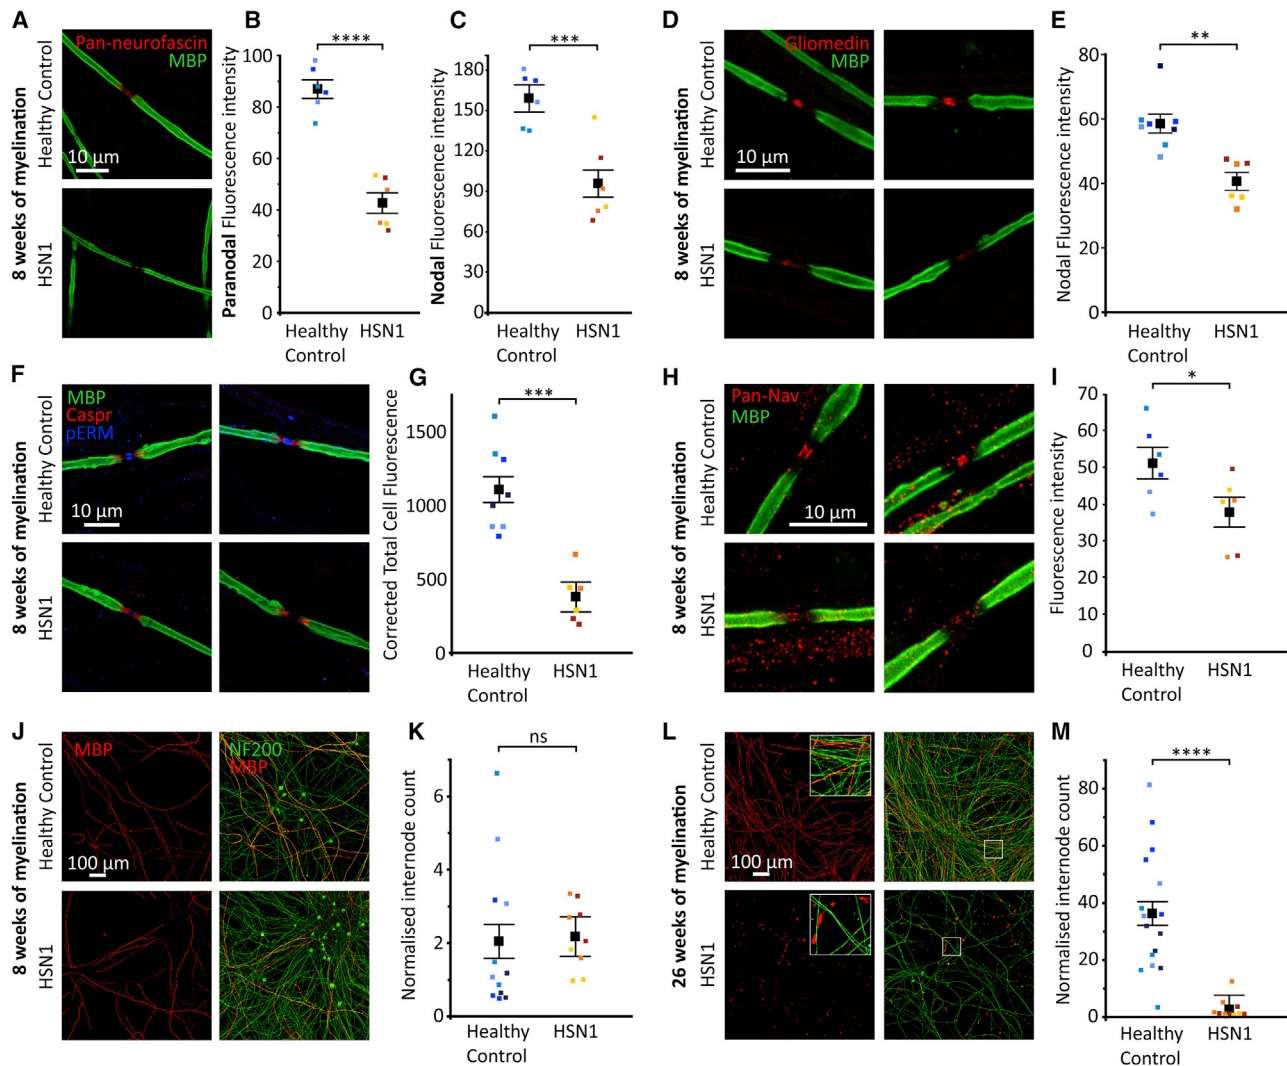 A
8 weeks of myelination
Healthy Control
HSN1
Pan-neurofascin
MBP
10 µm
B
Paranodal Fluorescence intensity
100
80
60
40
20
0
****
Healthy
Control
HSN1
C
Nodal Fluorescence intensity
180
150
120
90
60
30
0
***
Healthy
Control
HSN1
D
8 weeks of myelination
Healthy Control
HSN1
Gliomedin
MBP
10 µm
E
Nodal Fluorescence intensity
80
60
40
20
0
**
Healthy
Control
HSN1
F
8 weeks of myelination
Healthy Control
HSN1
MBP
Caspr
pERM
10 µm
G
Corrected Total Cell Fluorescence
1500
1000
500
0
***
Healthy
Control
HSN1
H
8 weeks of myelination
Healthy Control
HSN1
Pan-Nav
MBP
10 µm
I
Fluorescence intensity
70
60
50
40
30
20
10
0
*
Healthy
Control
HSN1
J
8 weeks of myelination
Healthy Control
HSN1
MBP
100 µm
NF200
MBP
K
Normalised internode count
6
4
2
0
ns
Healthy
Control
HSN1
L
26 weeks of myelination
Healthy Control
HSN1
100 µm
M
Normalised internode count
80
60
40
20
0
****
Healthy
Control
HSN1